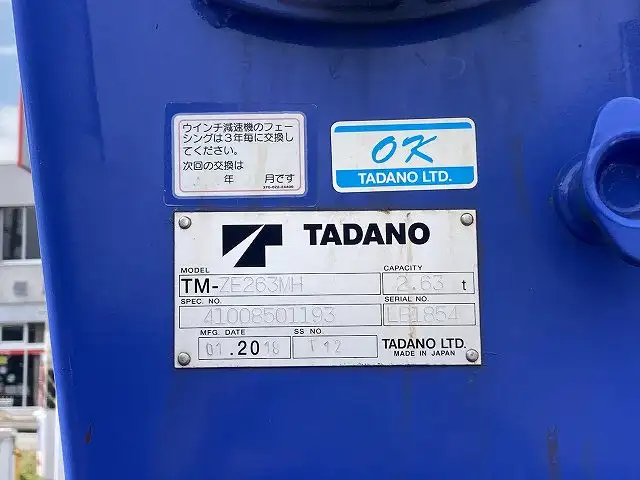 ウインチ減速機のフェー
シングは3年毎に交換し
てください。
次回の交換は
年 月です
OK
TADANO LTD.
TADANO
MODEL
TM-ZE263MH
CAPACITY
2.63 t
SPEC. NO.
41008501193
SERIAL NO.
MFG. DATE
01.2018
SS NO.
T12
TADANO LTD.
MADE IN JAPAN